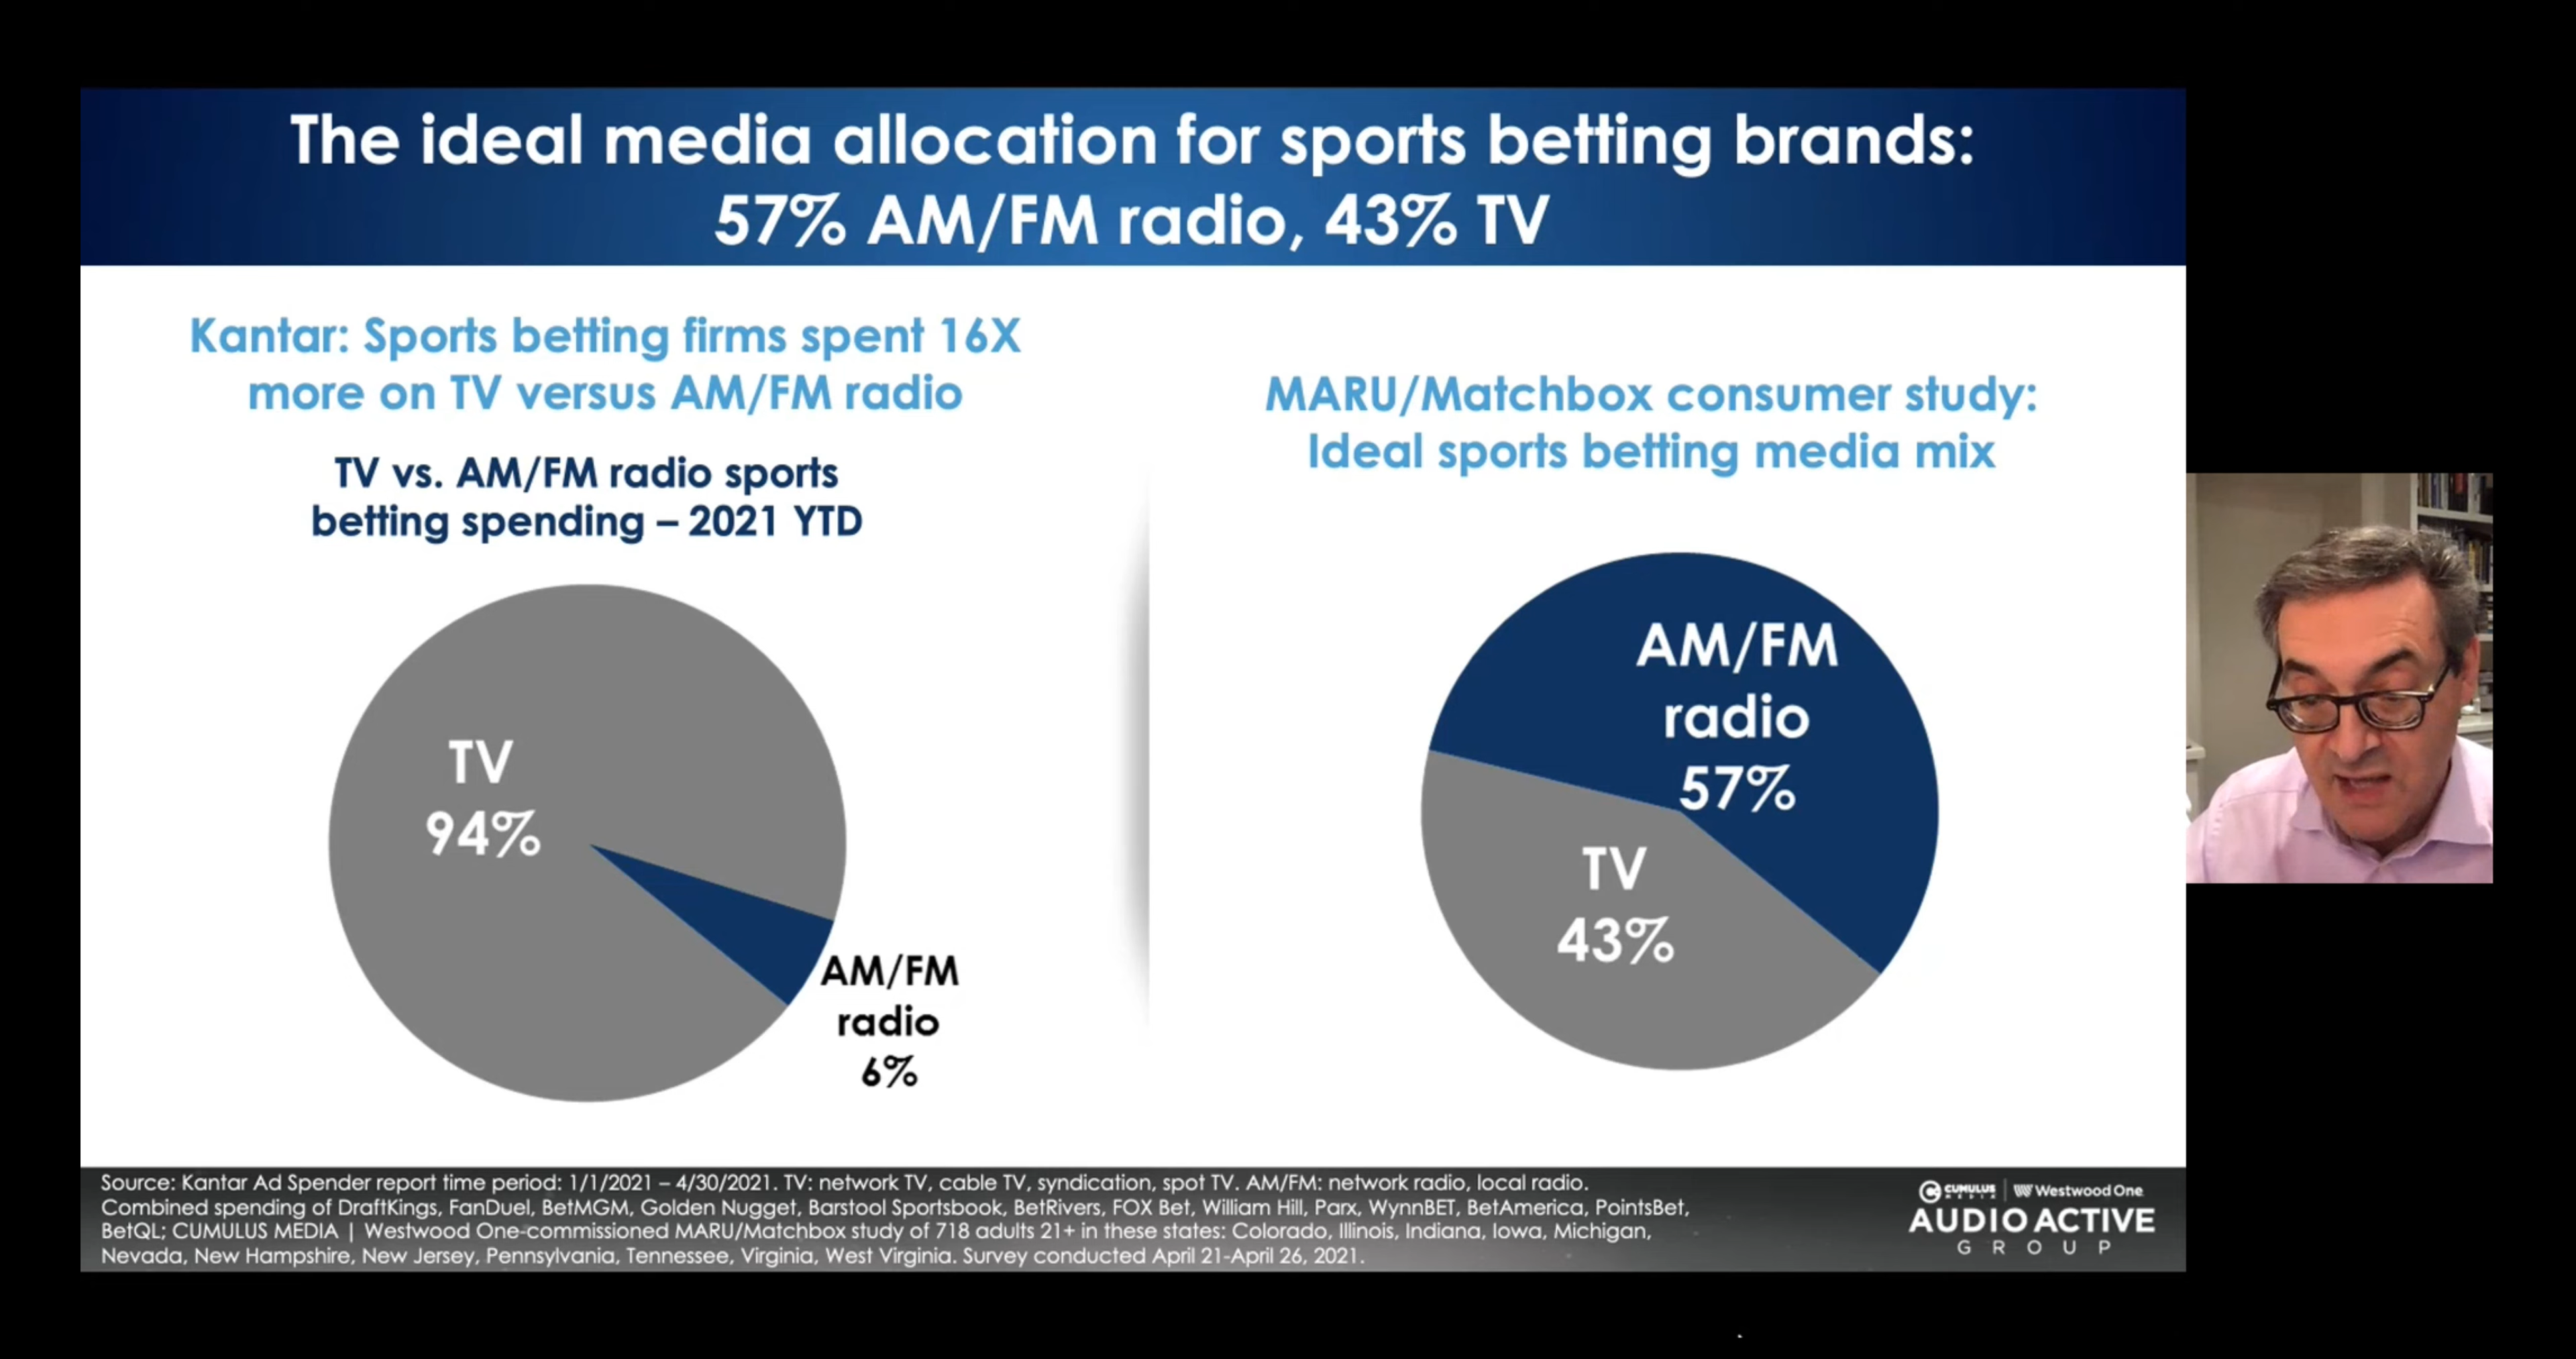 The ideal media allocation for sports betting brands:
57% AM/FM radio, 43% TV
Kantar: Sports betting firms spent 16X
more on TV versus AM/FM radio
TV vs. AM/FM radio sports
betting spending – 2021 YTD
TV
94%
AM/FM
radio
6%
MARU/Matchbox consumer study:
Ideal sports betting media mix
AM/FM
radio
57%
TV
43%
Source: Kantar Ad Spender report time period: 1/1/2021 – 4/30/2021. TV: network TV, cable TV, syndication, spot TV. AM/FM: network radio, local radio.
Combined spending of DraftKings, FanDuel, BetMGM, Golden Nugget, Barstool Sportsbook, BetRivers, FOX Bet, William Hill, Parx, WynnBET, BetAmerica, PointsBet,
BetQL; CUMULUS MEDIA | Westwood One-commissioned MARU/Matchbox study of 718 adults 21+ in these states: Colorado, Illinois, Indiana, Iowa, Michigan,
Nevada, New Hampshire, New Jersey, Pennsylvania, Tennessee, Virginia, West Virginia. Survey conducted April 21-April 26, 2021.
CUMULUS MEDIA | Westwood One
AUDIO ACTIVE
GROUP